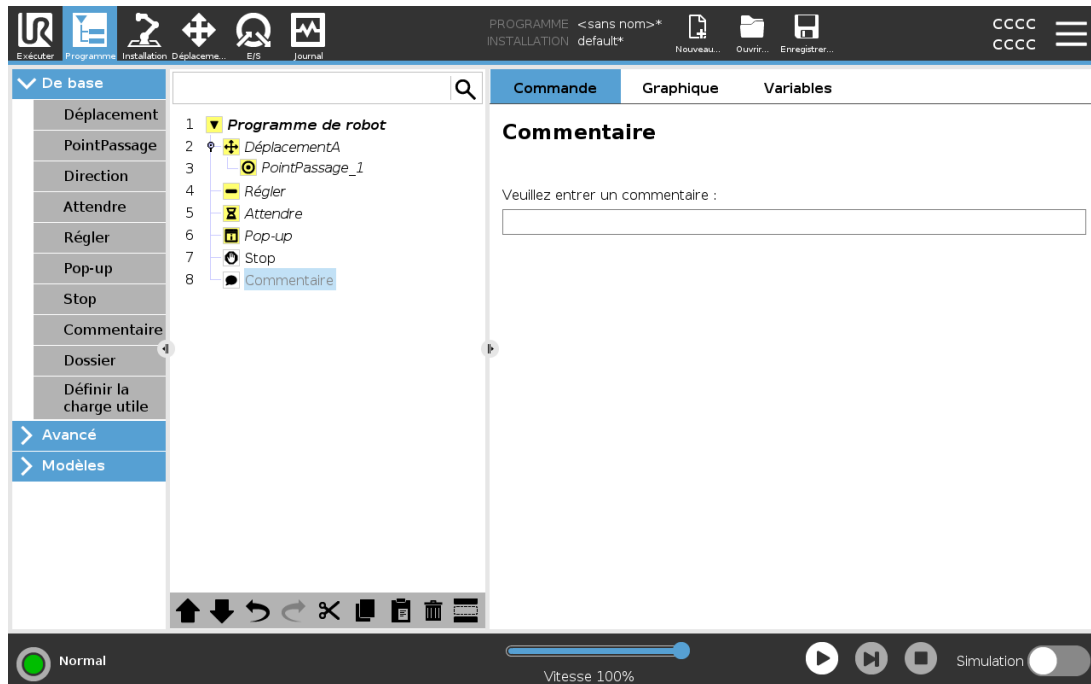 PROGRAMME <sans nom>*
INSTALLATION default*
CCCC
CCCC
Exécuter Programme Installation Déplaceme... E/S Journal
Nouveau... Ouvrir... Enregistrer...
De base
Déplacement
PointPassage
Direction
Attendre
Régler
Pop-up
Stop
Commentaire
Dossier
Définir la
charge utile
Avancé
Modèles
1 Programme de robot
2 DéplacementA
3 PointPassage_1
4 Régler
5 Attendre
6 Pop-up
7 Stop
8 Commentaire
Commande Graphique Variables
Commentaire
Veuillez entrer un commentaire :
Normal
Vitesse 100%
Simulation